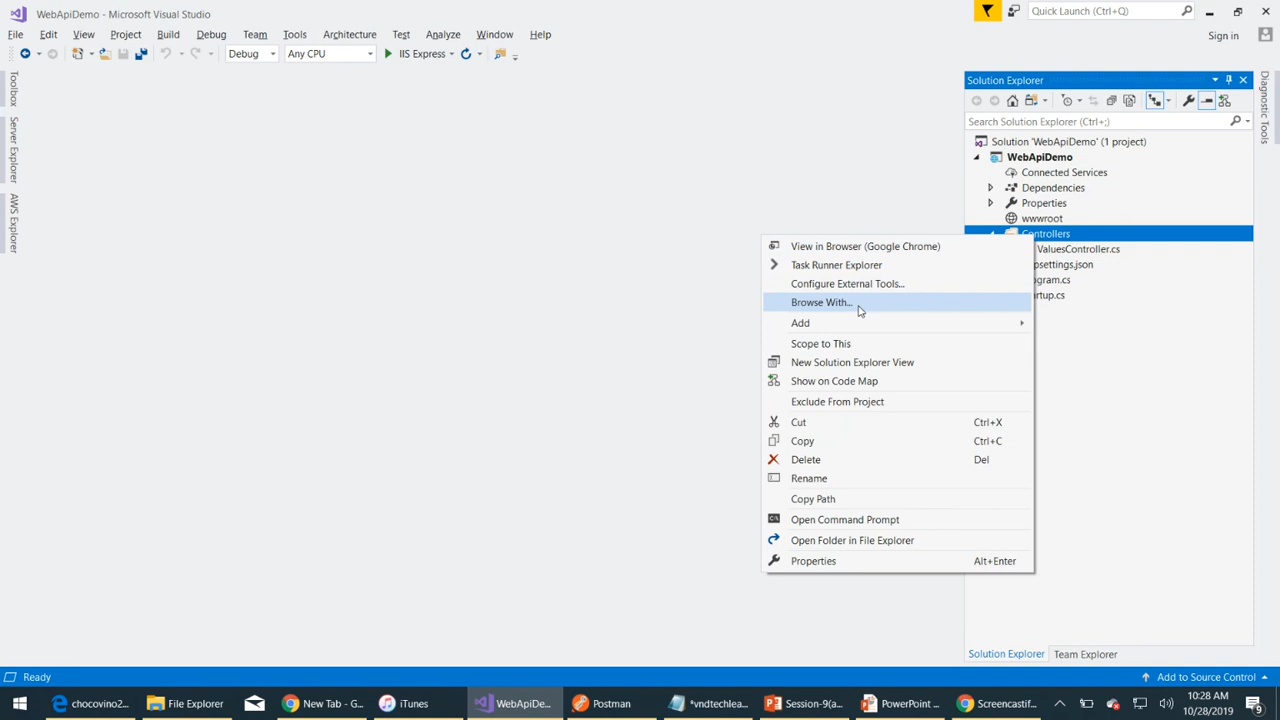 WebApiDemo - Microsoft Visual Studio
Quick Launch (Ctrl+Q)
File Edit View Project Build Debug Team Tools Architecture Test Analyze Window Help
Sign in
Debug Any CPU IIS Express
Toolbox
Server Explorer
AWS Explorer
Solution Explorer
Diagnostic Tools
Search Solution Explorer (Ctrl+;)
Solution 'WebApiDemo' (1 project)
WebApiDemo
Connected Services
Dependencies
Properties
wwwroot
Controllers
ValuesController.cs
psettings.json
ogram.cs
artup.cs
View in Browser (Google Chrome)
Task Runner Explorer
Configure External Tools...
Browse With...
Add
Scope to This
New Solution Explorer View
Show on Code Map
Exclude From Project
Cut Ctrl+X
Copy Ctrl+C
Delete Del
Rename
Copy Path
Open Command Prompt
Open Folder in File Explorer
Properties Alt+Enter
Solution Explorer Team Explorer
Ready
Add to Source Control
chocovino2... File Explorer New Tab - G... iTunes WebApiDe... Postman *vndtechlea... Session-9(a... PowerPoint ... Screencastif...
10:28 AM
10/28/2019
9